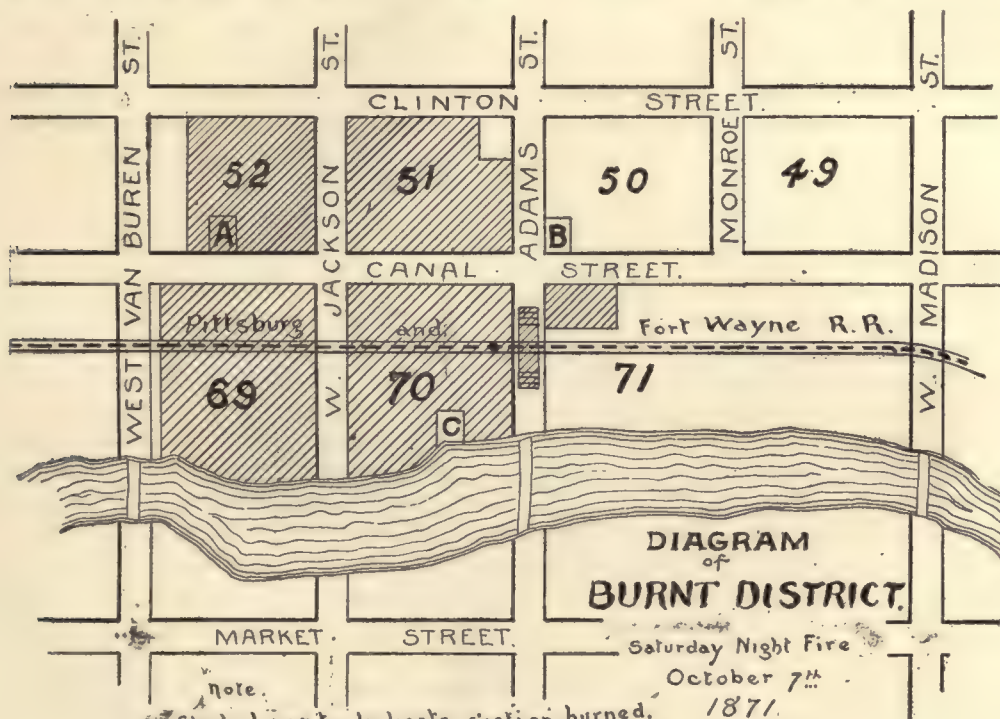 ST. ST. ST. ST. ST.
CLINTON STREET.
52 51 50 49
A B
WEST VAN BUREN
W. JACKSON
ADAMS
MONROE
W. MADISON
CANAL STREET.
Pittsburg and Fort Wayne R.R.
69 70 71
C
DIAGRAM
of
BURNT DISTRICT.
MARKET STREET.
Saturday Night Fire
October 7th
1871.
note.
burned.